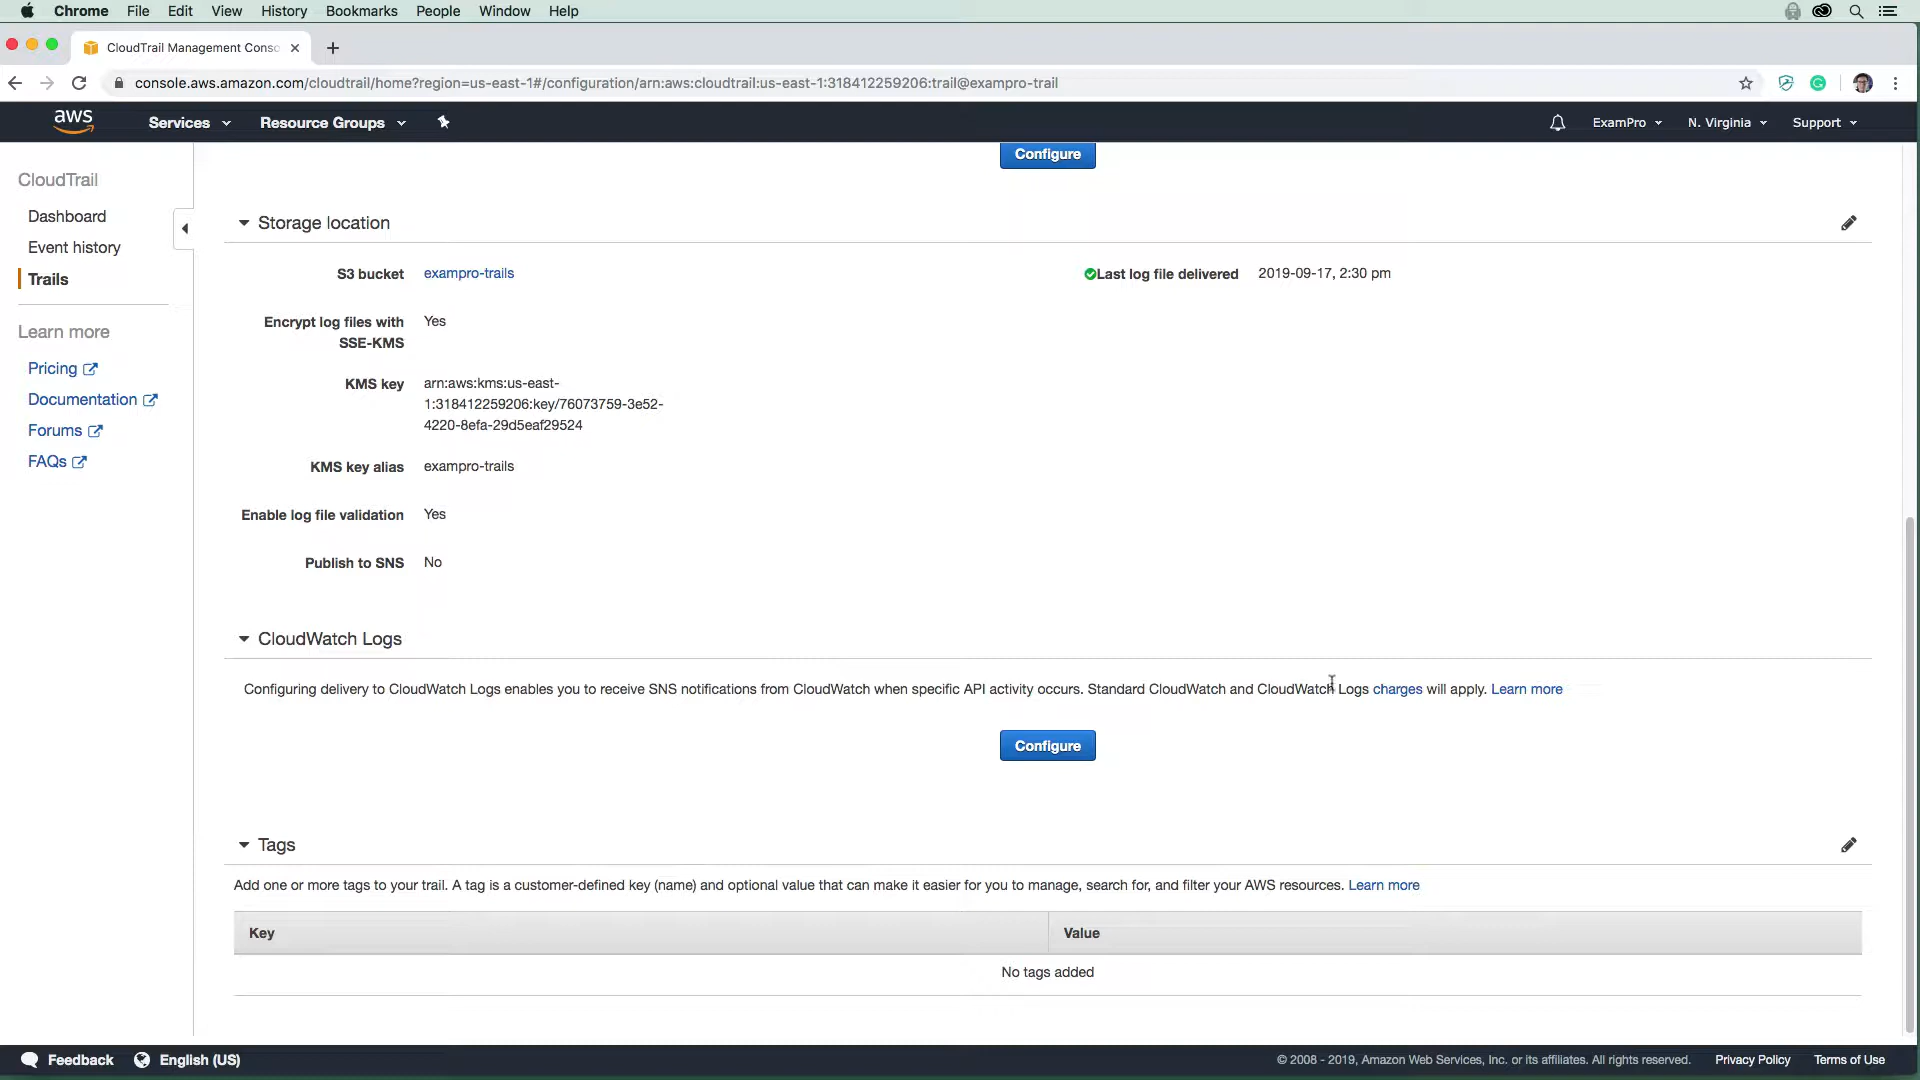 Chrome File Edit View History Bookmarks People Window Help
CloudTrail Management Conso
console.aws.amazon.com/cloudtrail/home?region=us-east-1#/configuration/arn:aws:cloudtrail:us-east-1:318412259206:trail@exampro-trail
aws Services Resource Groups ExamPro N. Virginia Support
Configure
CloudTrail
Dashboard
Event history
Trails
Learn more
Pricing
Documentation
Forums
FAQs
Storage location
S3 bucket exampro-trails
Last log file delivered 2019-09-17, 2:30 pm
Encrypt log files with SSE-KMS Yes
KMS key arn:aws:kms:us-east-
1:318412259206:key/76073759-3e52-
4220-8efa-29d5eaf29524
KMS key alias exampro-trails
Enable log file validation Yes
Publish to SNS No
CloudWatch Logs
Configuring delivery to CloudWatch Logs enables you to receive SNS notifications from CloudWatch when specific API activity occurs. Standard CloudWatch and CloudWatch Logs charges will apply. Learn more
Configure
Tags
Add one or more tags to your trail. A tag is a customer-defined key (name) and optional value that can make it easier for you to manage, search for, and filter your AWS resources. Learn more
Key Value
No tags added
Feedback English (US) © 2008 - 2019, Amazon Web Services, Inc. or its affiliates. All rights reserved. Privacy Policy Terms of Use